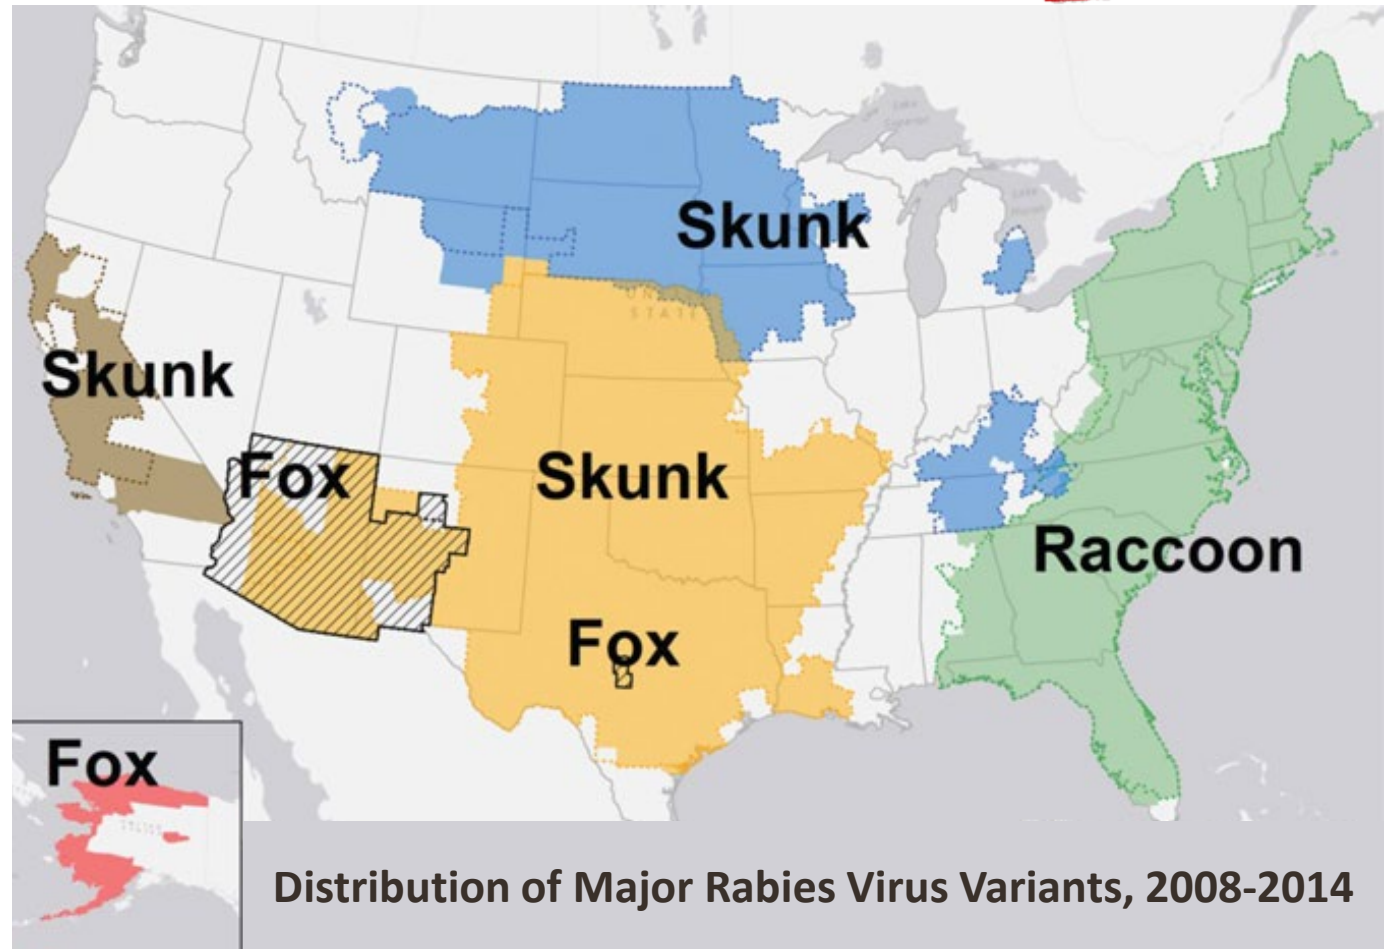 Skunk
Skunk
Fox
Skunk
Raccoon
Fox
Fox
Distribution of Major Rabies Virus Variants, 2008-2014